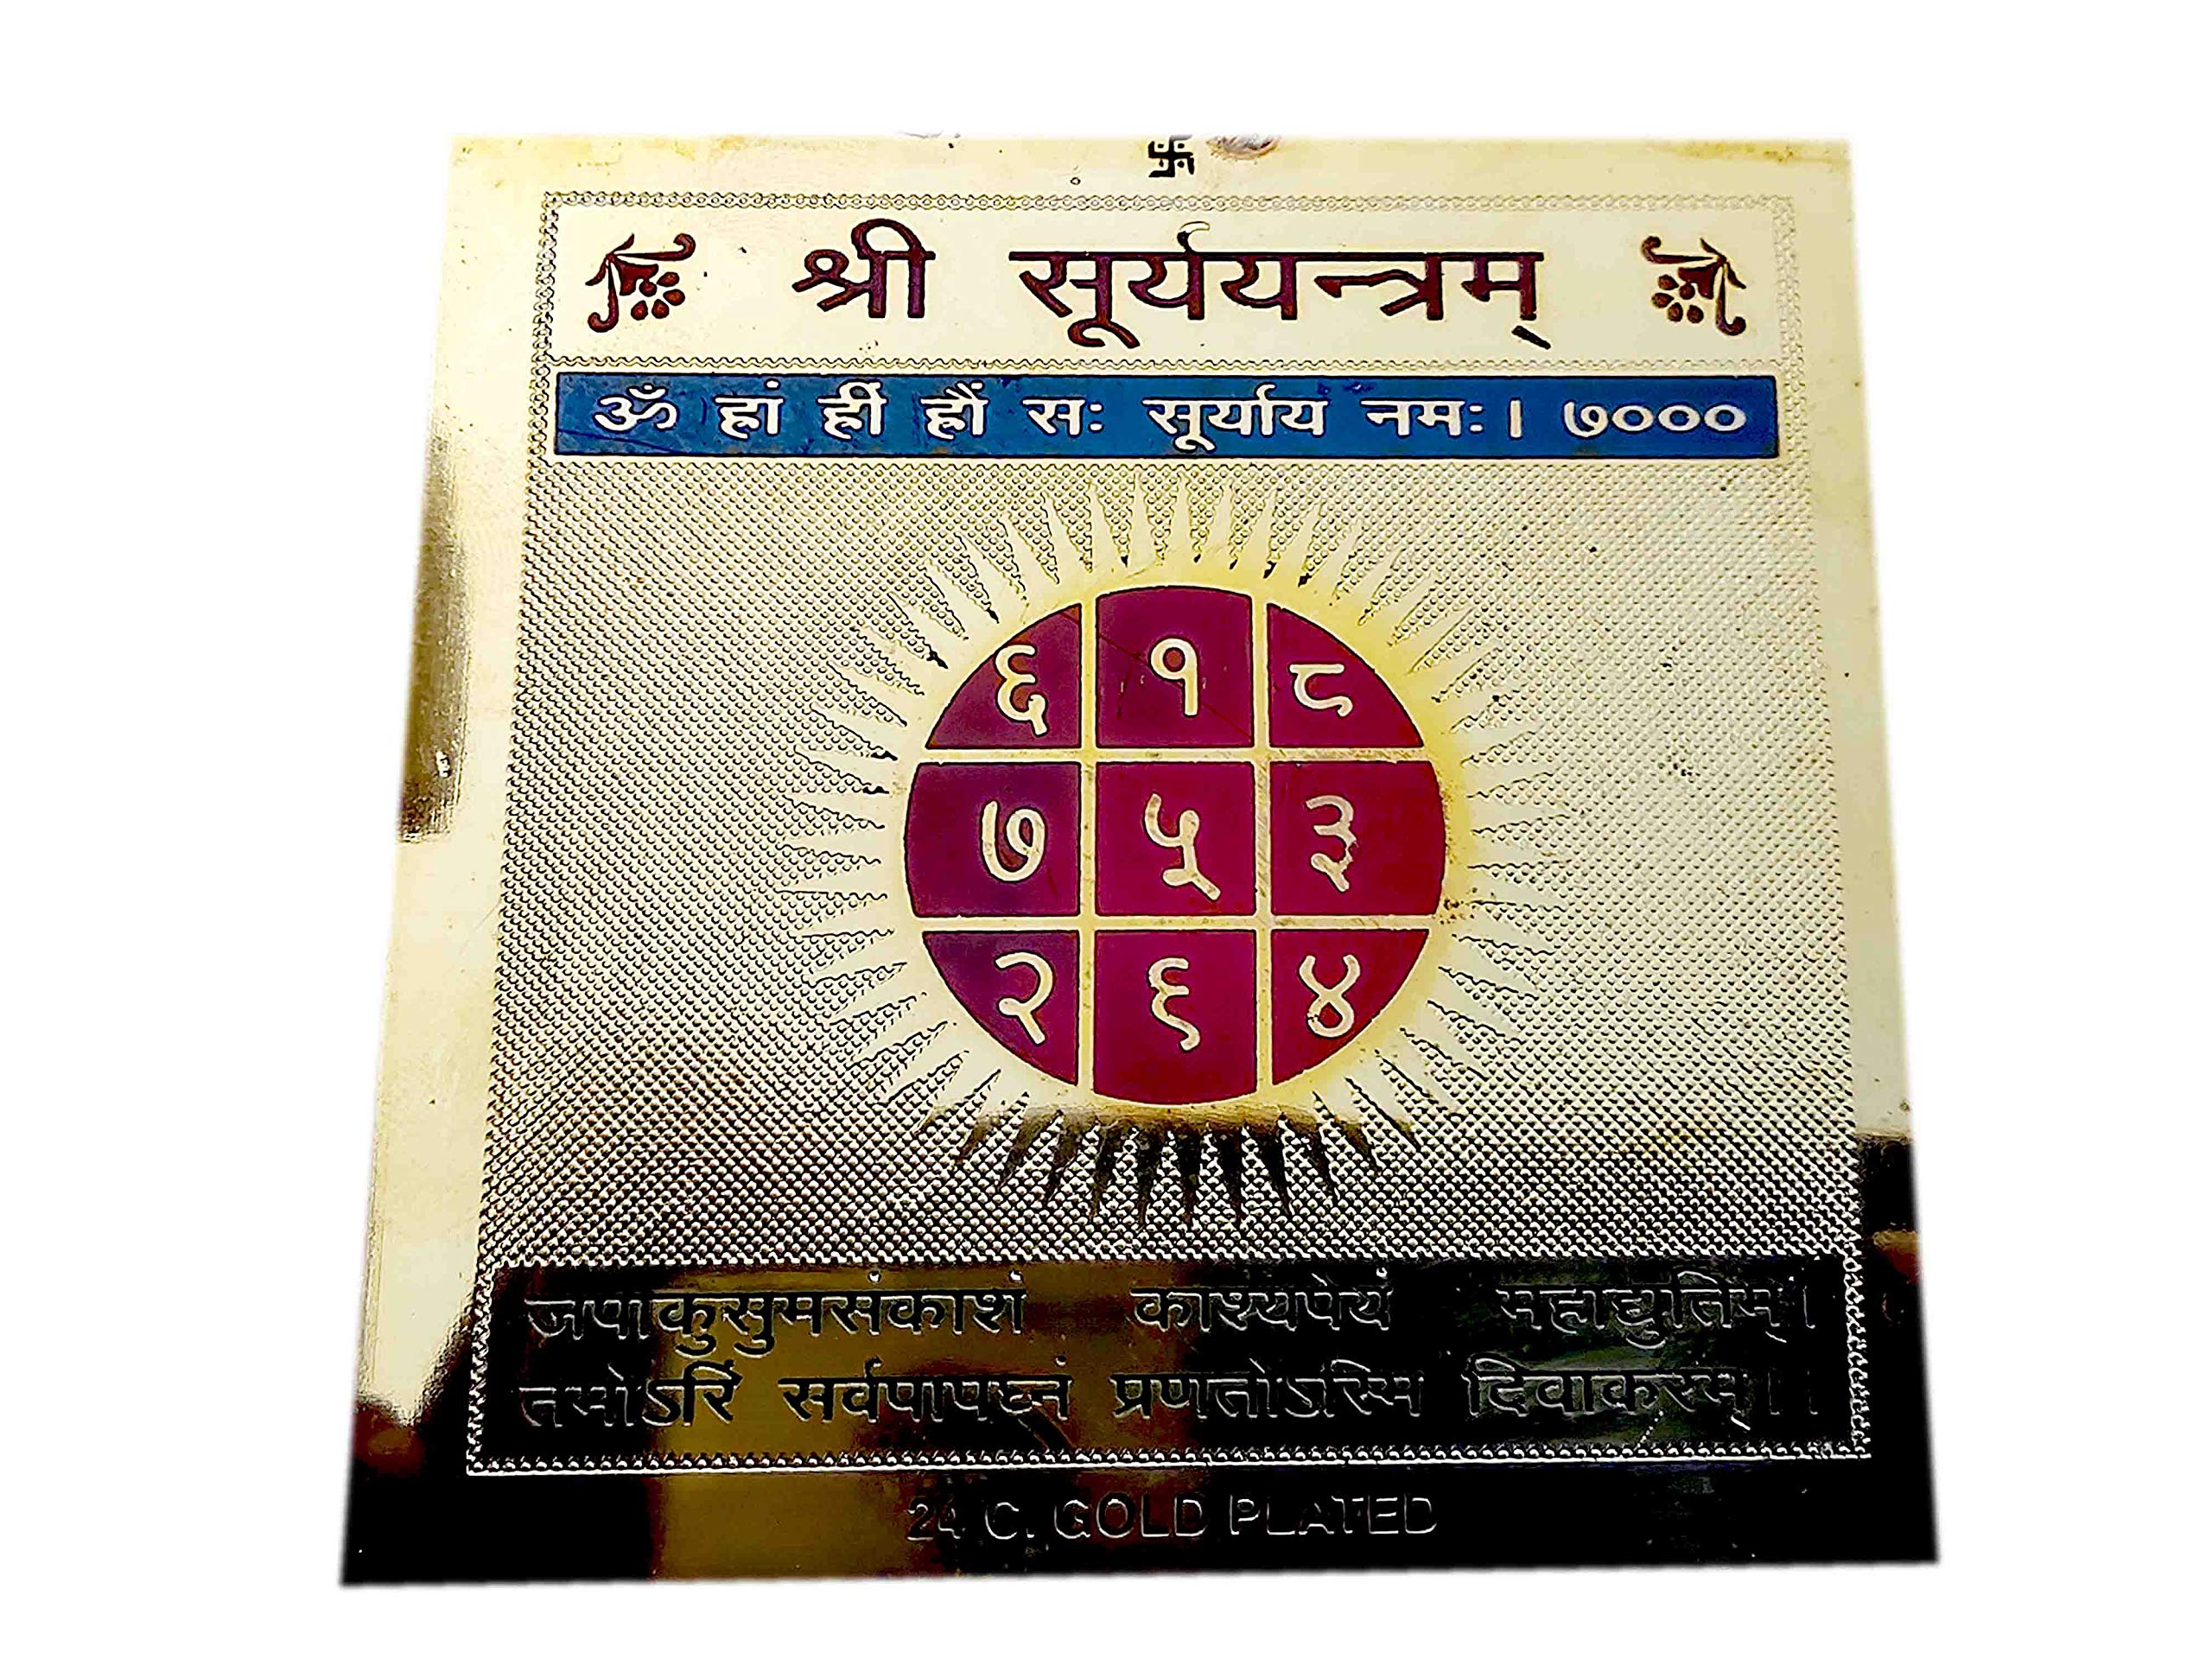 श्री सूर्ययन्त्रम्
ॐ ह्रां ह्रीं ह्रौं सः सूर्याय नमः। ७०००
६ १ ८
७ ५ ३
२ ९ ४
जपाकुसुमसंकाशं काश्यपेयं महाद्युतिम्।
तमोऽरिं सर्वपापघ्नं प्रणतोऽस्मि दिवाकरम्।।
24 C. GOLD PLATED